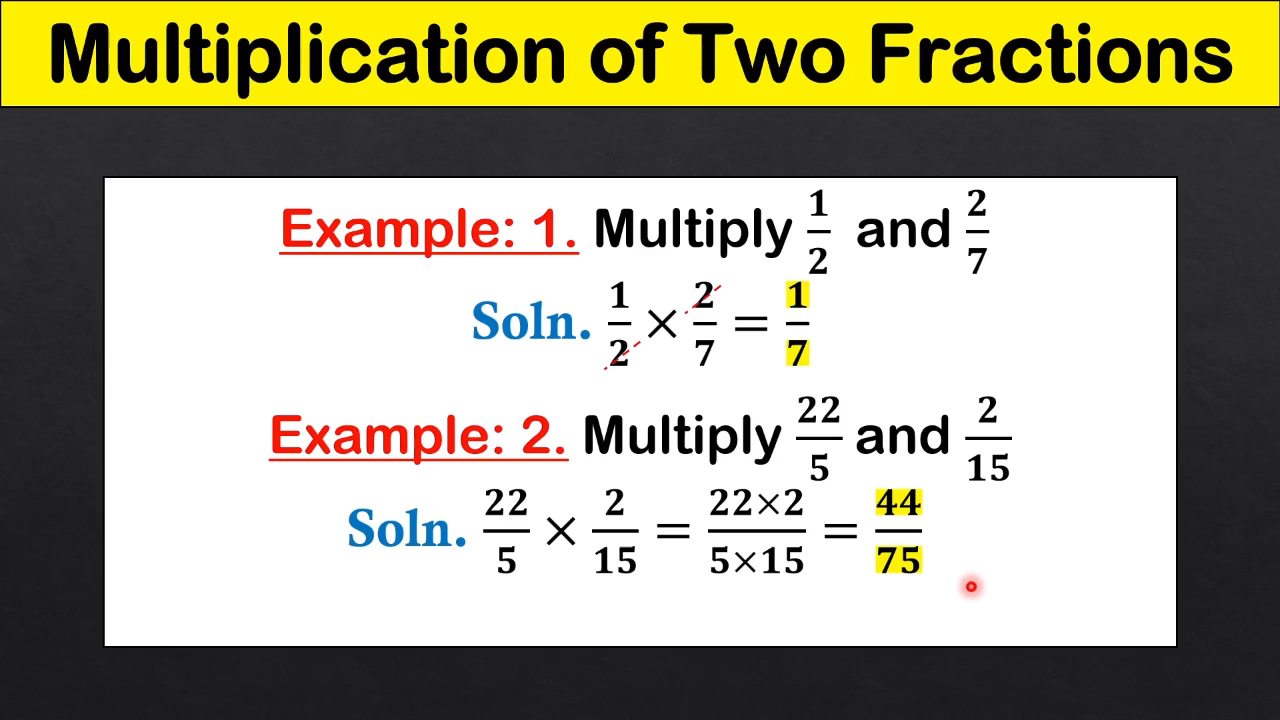 Multiplication of Two Fractions
Example: 1. Multiply 1/2 and 2/7
Soln. 1/2 × 2/7 = 1/7
Example: 2. Multiply 22/5 and 2/15
Soln. 22/5 × 2/15 = 22×2/5×15 = 44/75